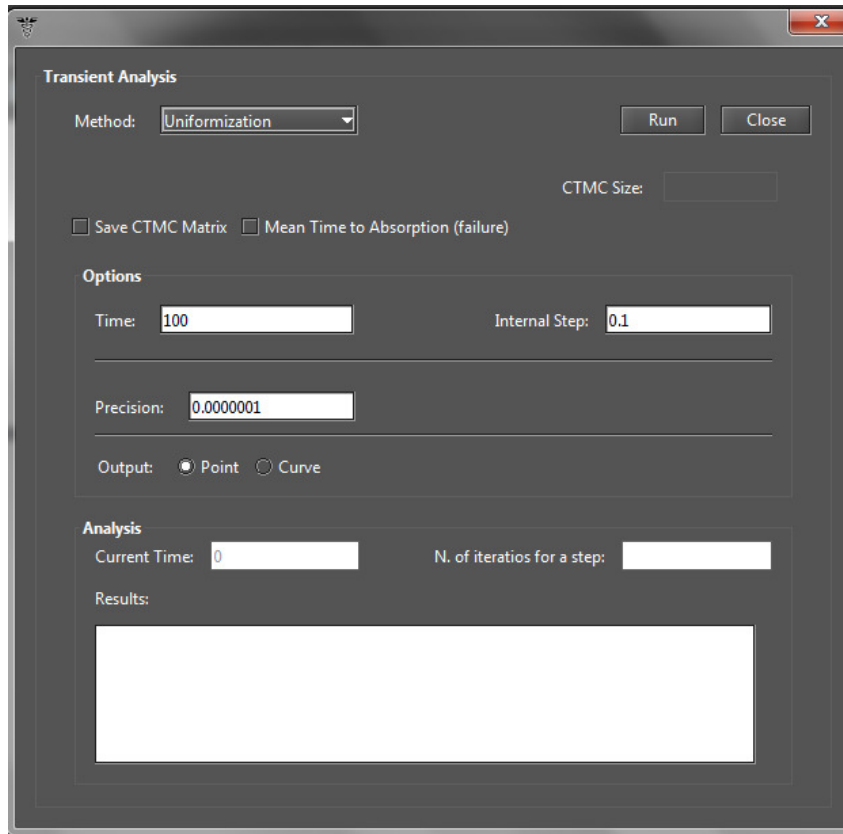 Transient Analysis
Method: Uniformization Run Close
CTMC Size:
Save CTMC Matrix Mean Time to Absorption (failure)
Options
Time: 100 Internal Step: 0.1
Precision: 0.0000001
Output: Point Curve
Analysis
Current Time: 0 N. of iteratios for a step:
Results: